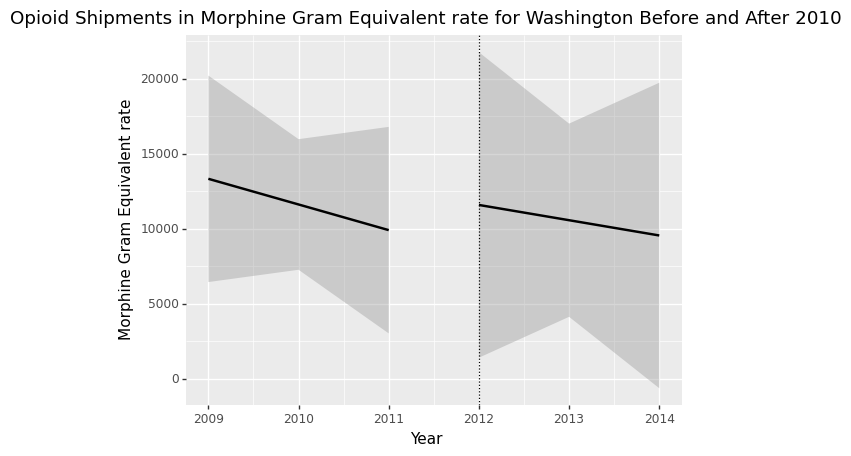 Opioid Shipments in Morphine Gram Equivalent rate for Washington Before and After 2010
Morphine Gram Equivalent rate
20000
15000
10000
5000
0
2009 2010 2011 2012 2013 2014
Year